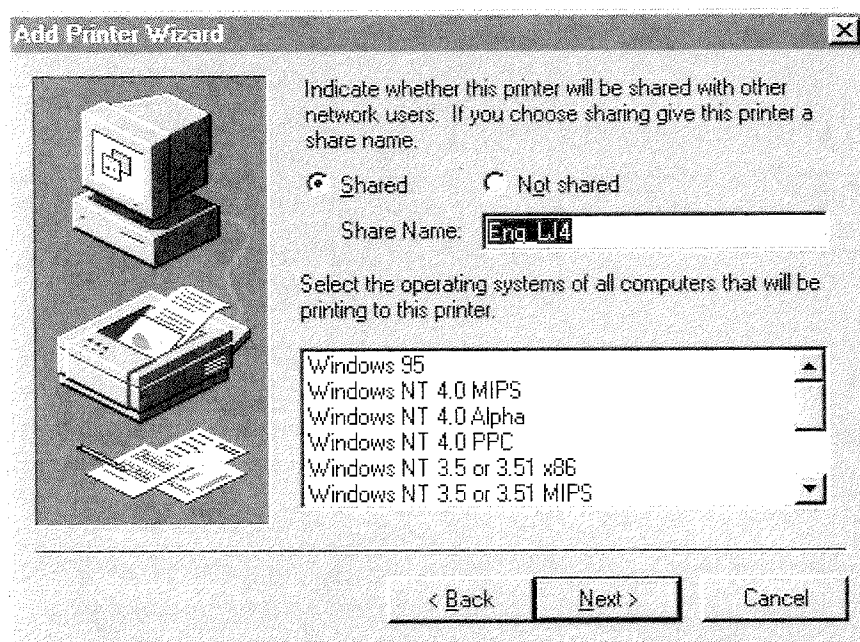 Add Printer Wizard
Indicate whether this printer will be shared with other
network users. If you choose sharing give this printer a
share name.
Shared Not shared
Share Name: Eng_LJ4
Select the operating systems of all computers that will be
printing to this printer.
Windows 95
Windows NT 4.0 MIPS
Windows NT 4.0 Alpha
Windows NT 4.0 PPC
Windows NT 3.5 or 3.51 x86
Windows NT 3.5 or 3.51 MIPS
< Back Next > Cancel